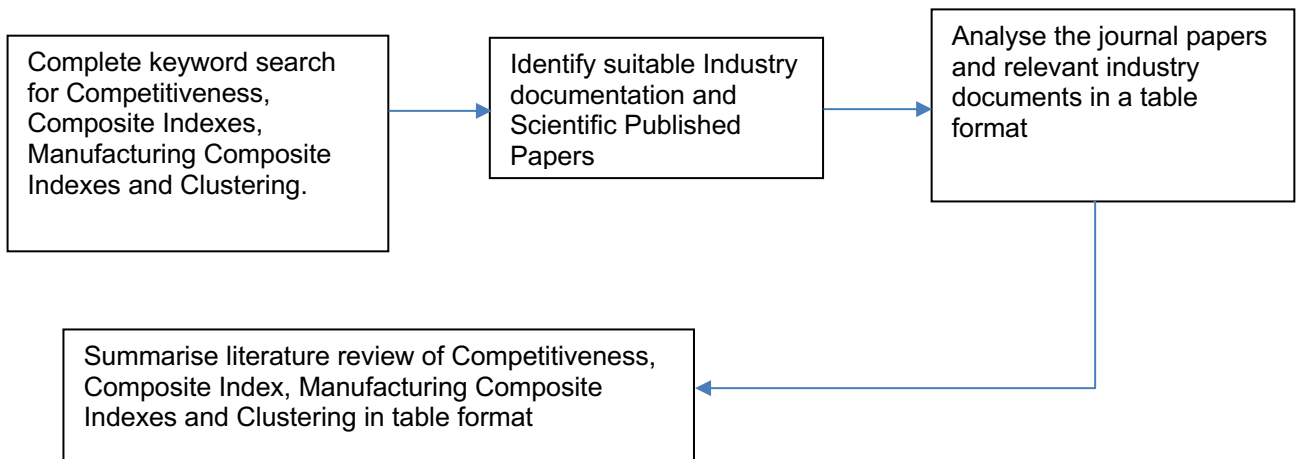 Complete keyword search
for Competitiveness,
Composite Indexes,
Manufacturing Composite
Indexes and Clustering.
Identify suitable Industry
documentation and
Scientific Published
Papers
Analyse the journal papers
and relevant industry
documents in a table
format
Summarise literature review of Competitiveness,
Composite Index, Manufacturing Composite
Indexes and Clustering in table format